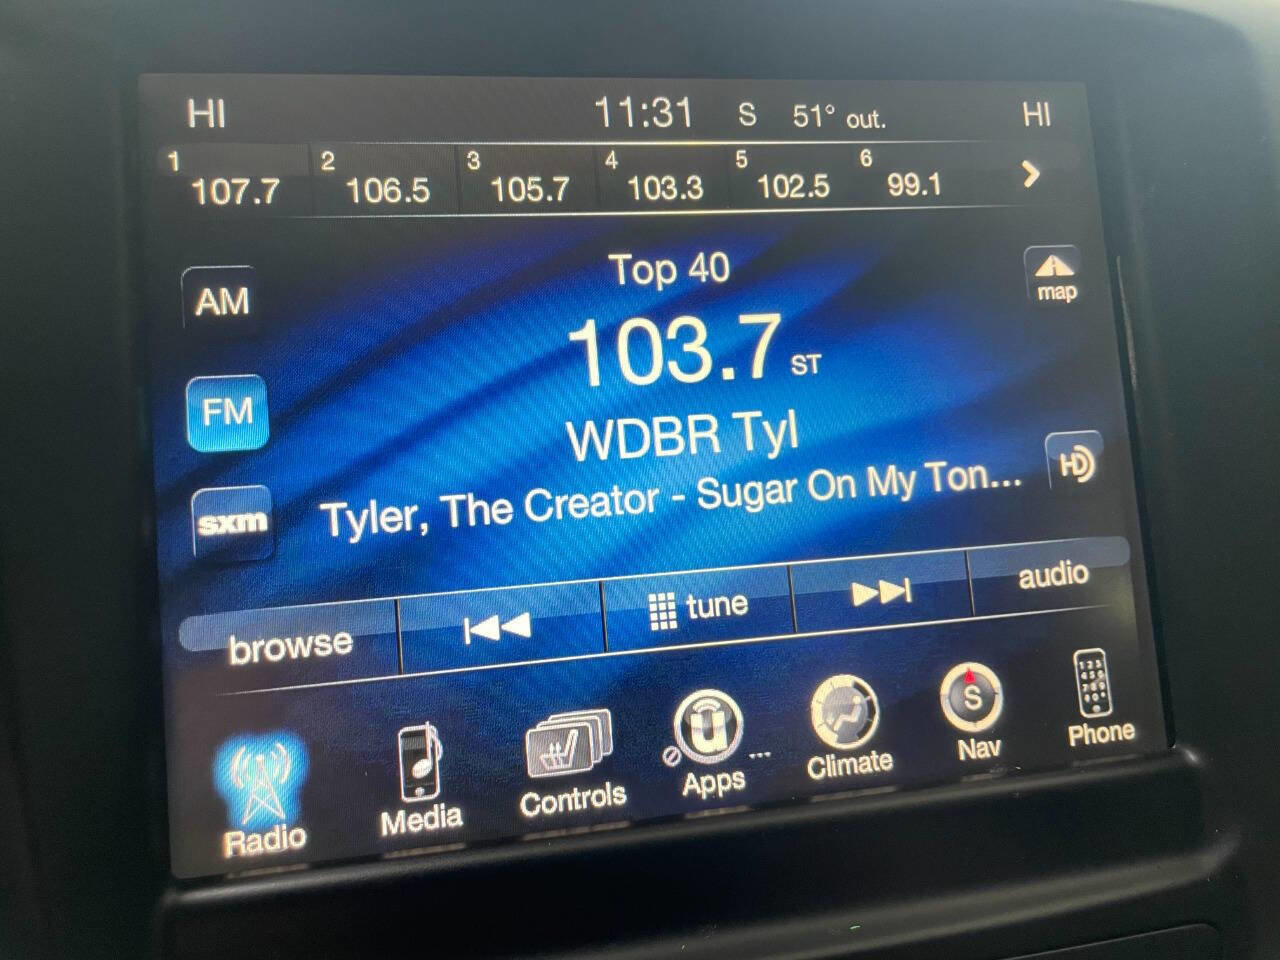 HI 11:31 S 51° out. HI
1 107.7 2 106.5 3 105.7 4 103.3 5 102.5 6 99.1
Top 40
map
AM
103.7 ST
FM
WDBR Tyl
HD
sxm
Tyler, The Creator - Sugar On My Ton...
browse tune audio
S
Radio Media Controls Apps ... Climate Nav Phone